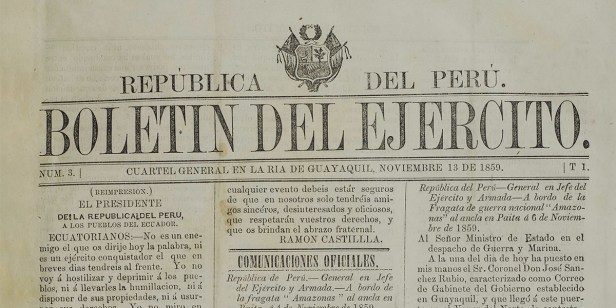 REPÚBLICA DEL PERÚ.
BOLETIN DEL EJERCITO.
NUM. 3. | CUARTEL GENERAL EN LA RIA DE GUAYAQUIL, NOVIEMBRE 13 DE 1859. | T 1.
(REIMPRESION.)
EL PRESIDENTE
DE LA REPUBLICA DEL PERU,
A LOS PUEBLOS DEL ECUADOR.
ECUATORIANOS:—No es un ene-
migo el que os dirije hoy la palabra, ni
es un ejército conquistador el que en
breves dias tendreis al frente. Yo no
voy á hostilizar y deprimir á los pue-
blos, ni á llevarles la humillacion, ni á
disponer de sus propiedades, ni á usur-
cualquier evento debeis estár seguros
de que en nosotros solo tendréis ami-
gos sincéros, desinteresados y oficiosos,
que respetarán vuestros derechos, y
que os brindan el abrazo fraternal.
RAMON CASTILLLA.
COMUNICACIONES OFICIALES.
República de Perú.—General en Jefe
del Ejército y Armada.—A bordo de
la fragata "Amazonas" al ancla en
República del Perú—General en Jefe del
Ejército y Armada—A bordo de la
Fragata de guerra nacional "Amazo-
nas" al ancla en Paita á 6 de Noviem-
bre de 1859.
Al Señor Ministro de Estado en el
despacho de Guerra y Marina.
A la una del dia de hoy ha puesto en
mis manos el Sr. Coronel Don José San-
chez Rubio, caracterizado como Correo
de Gabinete del Gobierno establecido
en Guayaquil, y que llegó á este puer-